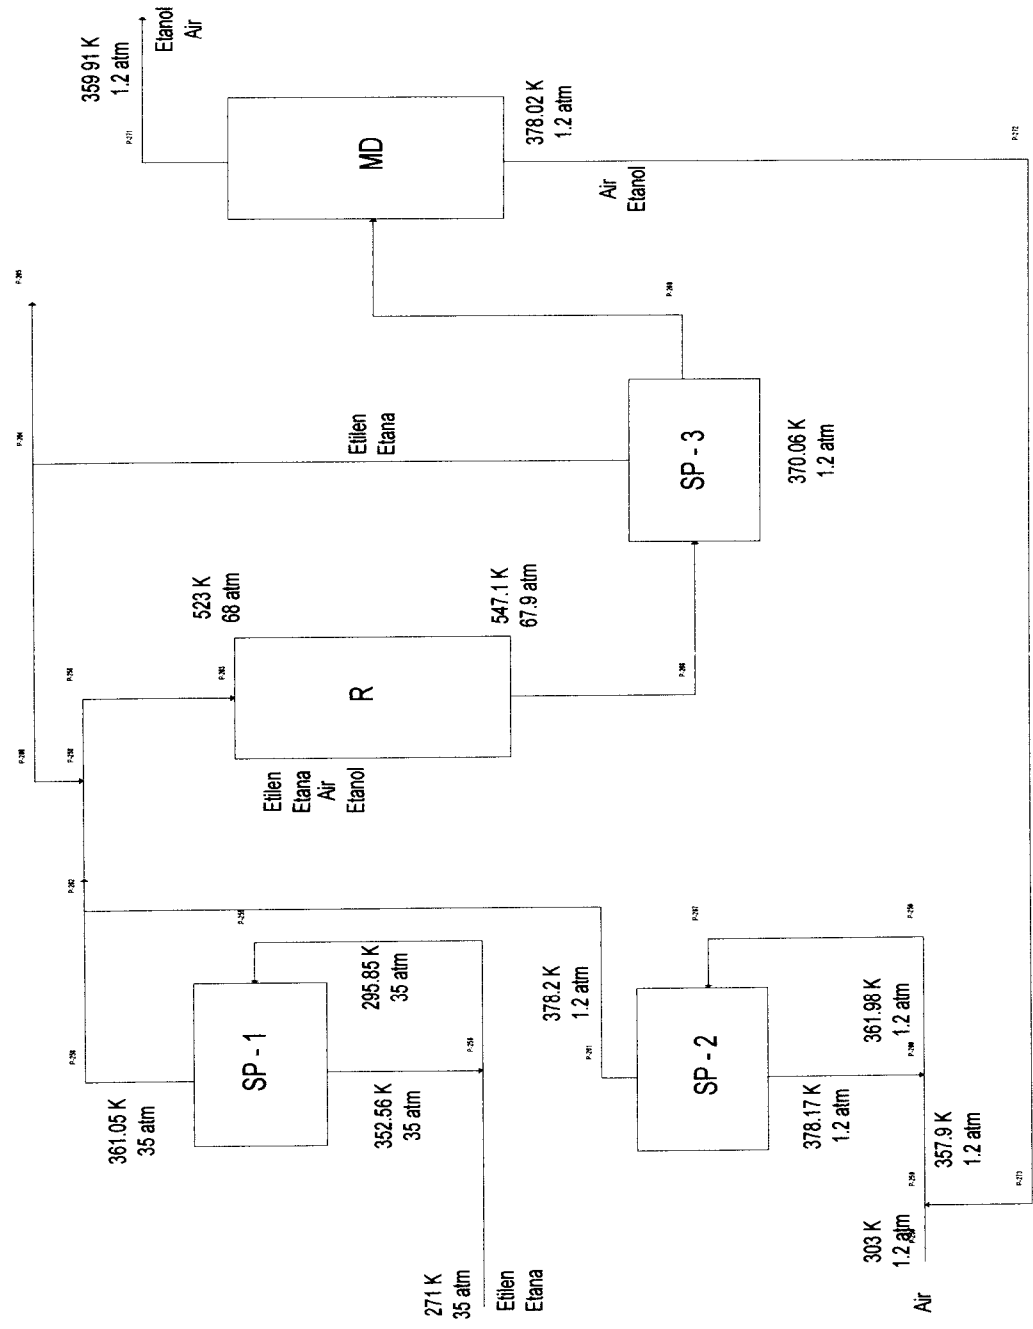 271 K
35 atm
Etilen
Etana
361.05 K
35 atm
SP - 1
352.56 K
35 atm
295.85 K
35 atm
Etilen
Etana
Air
Etanol
523 K
68 atm
R
547.1 K
67.9 atm
Etilen
Etana
359 91 K
1.2 atm
P-271
Etanol
Air
MD
378.02 K
1.2 atm
Air
Etanol
378.2 K
1.2 atm
SP - 2
378.17 K
1.2 atm
361.98 K
1.2 atm
SP - 3
370.06 K
1.2 atm
303 K
1.2 atm
Air
357.9 K
1.2 atm
P-273
P-272